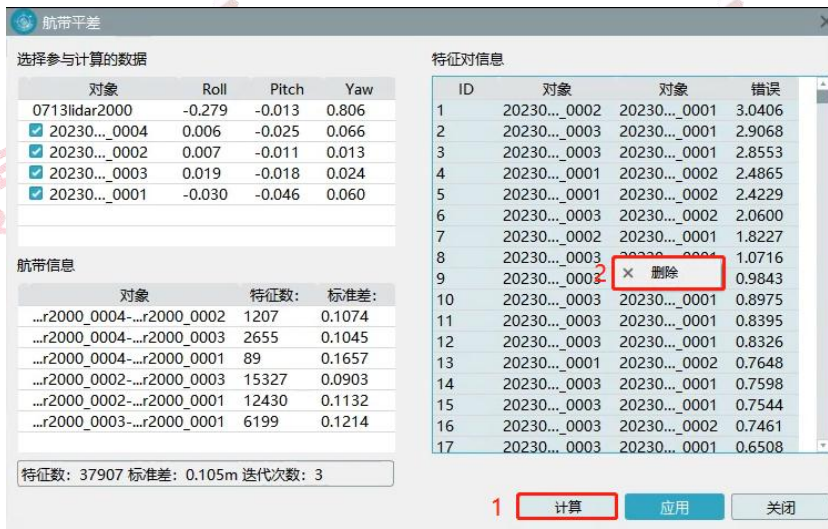 航带平差
选择参与计算的数据
对象 Roll Pitch Yaw
0713lidar2000 -0.279 -0.013 0.806
20230..._0004 0.006 -0.025 0.066
20230..._0002 0.007 -0.011 0.013
20230..._0003 0.019 -0.018 0.024
20230..._0001 -0.030 -0.046 0.060
航带信息
对象 特征数: 标准差:
...r2000_0004-...r2000_0002 1207 0.1074
...r2000_0004-...r2000_0003 2655 0.1045
...r2000_0004-...r2000_0001 89 0.1657
...r2000_0002-...r2000_0003 15327 0.0903
...r2000_0002-...r2000_0001 12430 0.1132
...r2000_0003-...r2000_0001 6199 0.1214
特征数: 37907 标准差: 0.105m 迭代次数: 3
特征对信息
ID 对象 对象 错误
1 20230..._0002 20230..._0001 3.0406
2 20230..._0003 20230..._0001 2.9068
3 20230..._0003 20230..._0001 2.8553
4 20230..._0001 20230..._0002 2.4865
5 20230..._0001 20230..._0002 2.4229
6 20230..._0003 20230..._0002 2.0600
7 20230..._0002 20230..._0001 1.8227
8 20230..._0003 20230..._0001 1.0716
9 20230..._0003 0.9843
2 删除
10 20230..._0003 20230..._0001 0.8975
11 20230..._0003 20230..._0001 0.8395
12 20230..._0003 20230..._0001 0.8326
13 20230..._0001 20230..._0002 0.7648
14 20230..._0003 20230..._0001 0.7598
15 20230..._0003 20230..._0001 0.7544
16 20230..._0003 20230..._0002 0.7461
17 20230..._0003 20230..._0001 0.6508
1 计算 应用 关闭